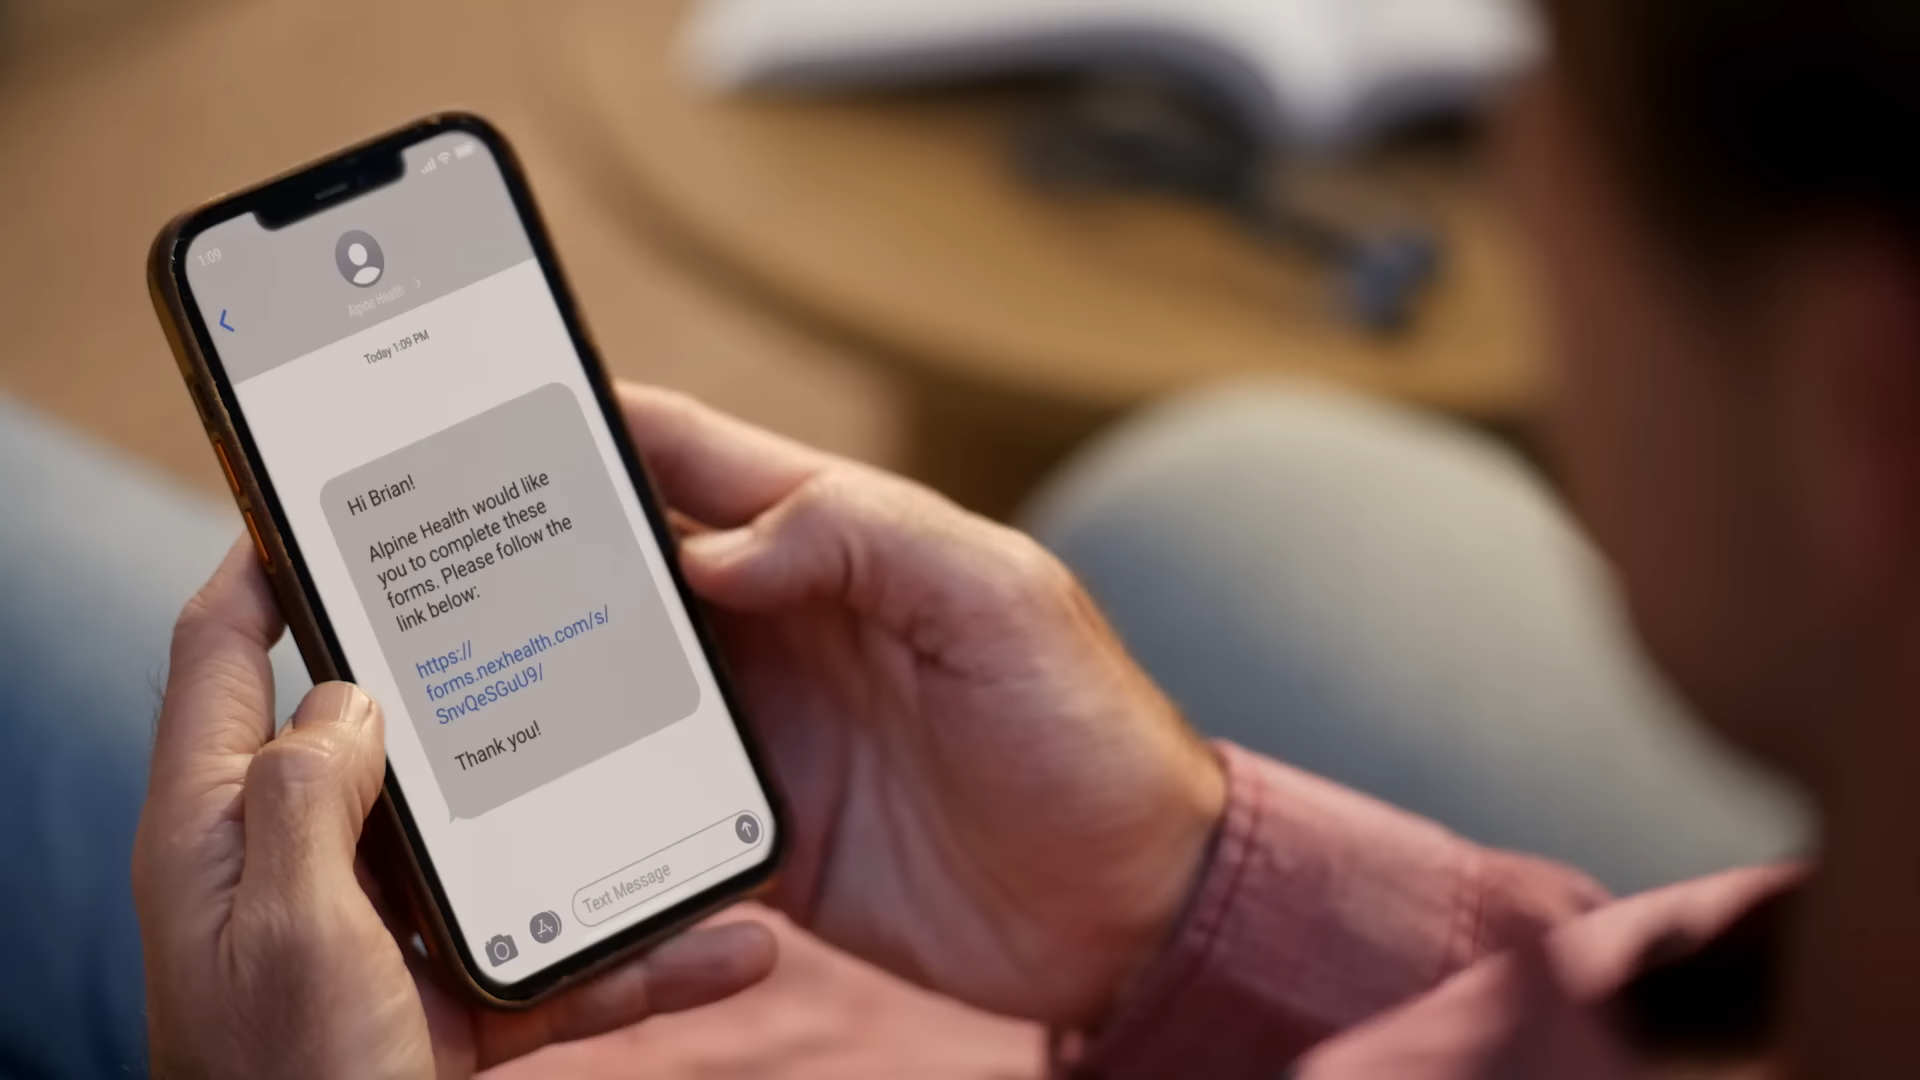 1:09
Alpine Health
Today 1:09 PM
Hi Brian!
Alpine Health would like
you to complete these
forms. Please follow the
link below:
https://
forms.nexhealth.com/s/
SnvQeSGuU9/
Thank you!
Text Message